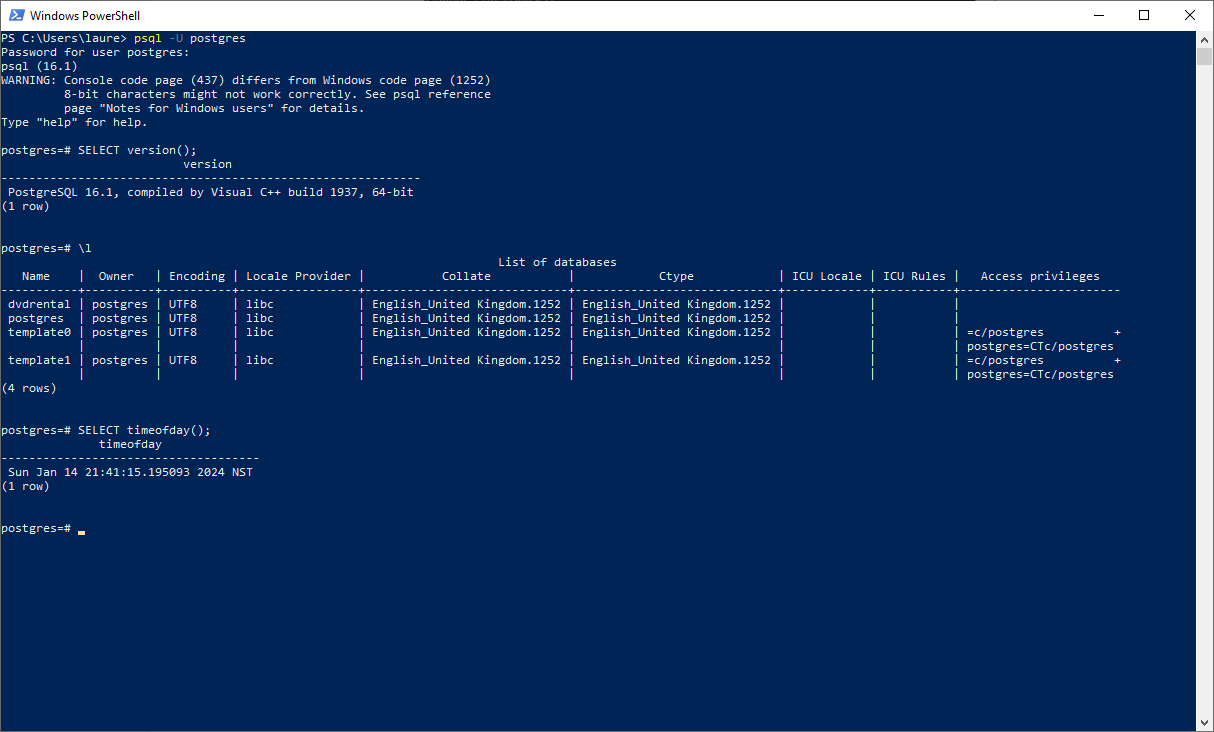 Windows PowerShell
PS C:\Users\laure> psql -U postgres
Password for user postgres:
psql (16.1)
WARNING: Console code page (437) differs from Windows code page (1252)
         8-bit characters might not work correctly. See psql reference
         page "Notes for Windows users" for details.
Type "help" for help.
postgres=# SELECT version();
                          version
------------------------------------------------------------
 PostgreSQL 16.1, compiled by Visual C++ build 1937, 64-bit
(1 row)
postgres=# \l
                                                                       List of databases
   Name    |  Owner   | Encoding | Locale Provider |           Collate           |            Ctype            | ICU Locale | ICU Rules |   Access privileges
-----------+----------+----------+-----------------+-----------------------------+-----------------------------+------------+-----------+-----------------------
 dvdrental | postgres | UTF8     | libc            | English_United Kingdom.1252 | English_United Kingdom.1252 |            |           |
 postgres  | postgres | UTF8     | libc            | English_United Kingdom.1252 | English_United Kingdom.1252 |            |           |
 template0 | postgres | UTF8     | libc            | English_United Kingdom.1252 | English_United Kingdom.1252 |            |           | =c/postgres          +
           |          |          |                 |                             |                             |            |           | postgres=CTc/postgres
 template1 | postgres | UTF8     | libc            | English_United Kingdom.1252 | English_United Kingdom.1252 |            |           | =c/postgres          +
           |          |          |                 |                             |                             |            |           | postgres=CTc/postgres
(4 rows)
postgres=# SELECT timeofday();
              timeofday
-------------------------------------
 Sun Jan 14 21:41:15.195093 2024 NST
(1 row)
postgres=#